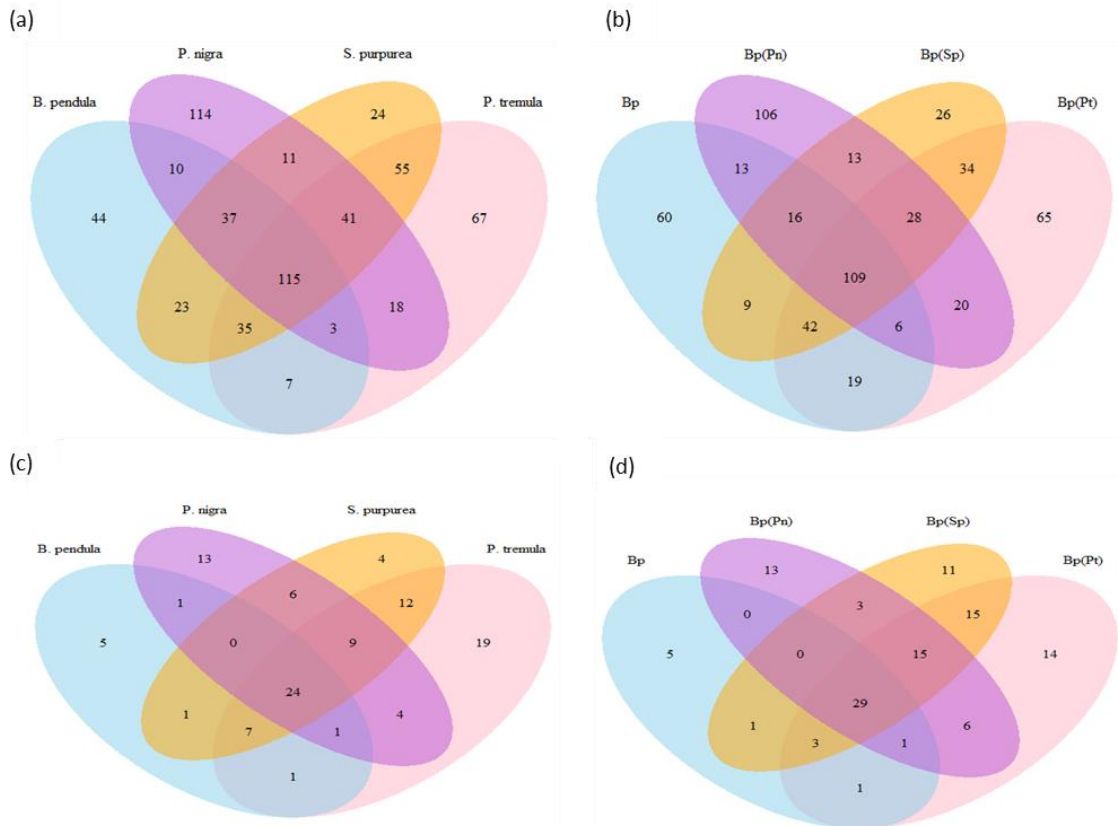 (a)
P. nigra S. purpurea
B. pendula P. tremula
114 24
10 11 55
44 37 41 67
115
23 35 3 18
7
(b)
Bp(Pn) Bp(Sp)
Bp Bp(Pt)
106 26
13 13 34
60 16 28 65
109
9 42 6 20
19
(c)
P. nigra S. purpurea
B. pendula P. tremula
13 4
1 6 12
5 0 9 19
24
1 7 1 4
1
(d)
Bp(Pn) Bp(Sp)
Bp Bp(Pt)
13 11
0 3 15
5 0 15 14
29
1 3 1 6
1